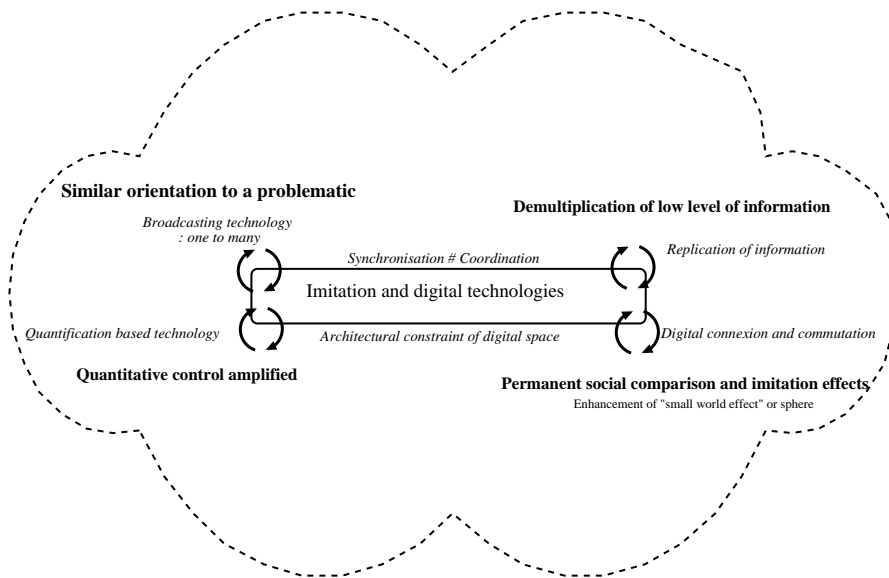 Similar orientation to a problematic
Broadcasting technology
: one to many
Demultiplication of low level of information
Replication of information
Synchronisation # Coordination
Imitation and digital technologies
Quantification based technology
Architectural constraint of digital space
Digital connexion and commutation
Quantitative control amplified
Permanent social comparison and imitation effects
Enhancement of "small world effect" or sphere